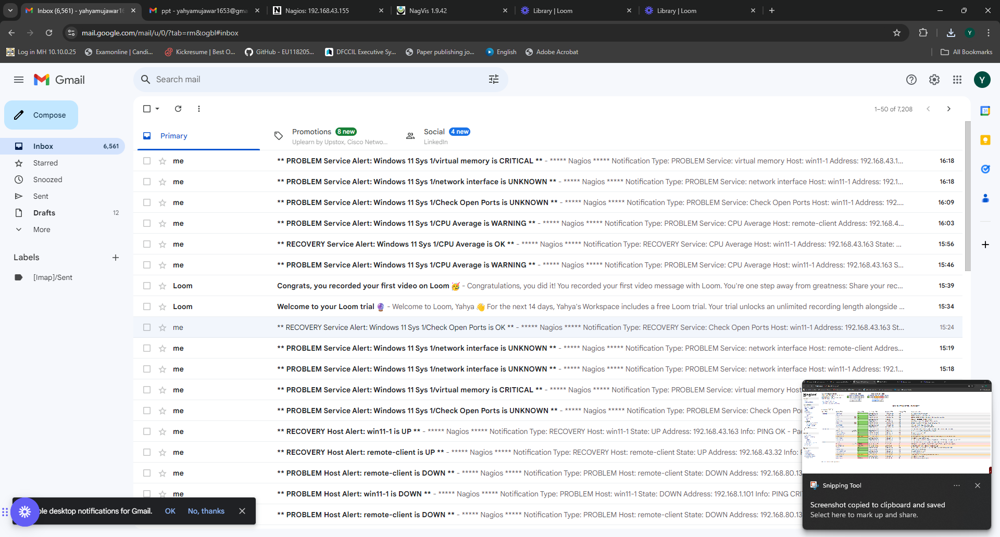 Inbox (6,561) - yahyamujawar16
ppt - yahyamujawar1653@gma
Nagios: 192.168.43.155
NagVis 1.9.42
Library | Loom
Library | Loom
mail.google.com/mail/u/0/?tab=rm&ogbl#inbox
Y
Log in MH 10.10.0.25
Examonline | Candi...
Kickresume | Best O...
GitHub - EU118205...
DFCCIL Executive Sy...
Paper publishing jo...
English
Adobe Acrobat
All Bookmarks
Gmail
Search mail
Y
Compose
1–50 of 7,208
31
Primary
Promotions 8 new
Uplearn by Upstox, Cisco Netwo...
Social 4 new
LinkedIn
Inbox 6,561
Starred
Snoozed
Sent
Drafts 12
More
Labels
[Imap]/Sent
me ** PROBLEM Service Alert: Windows 11 Sys 1/virtual memory is CRITICAL ** - ***** Nagios ***** Notification Type: PROBLEM Service: virtual memory Host: win11-1 Address: 192.168.43.1... 16:18
me ** PROBLEM Service Alert: Windows 11 Sys 1/network interface is UNKNOWN ** - ***** Nagios ***** Notification Type: PROBLEM Service: network interface Host: win11-1 Address: 192.1... 16:18
me ** PROBLEM Service Alert: Windows 11 Sys 1/Check Open Ports is UNKNOWN ** - ***** Nagios ***** Notification Type: PROBLEM Service: Check Open Ports Host: win11-1 Address: 192.... 16:09
me ** PROBLEM Service Alert: Windows 11 Sys 1/CPU Average is WARNING ** - ***** Nagios ***** Notification Type: PROBLEM Service: CPU Average Host: remote-client Address: 192.168.4... 16:03
me ** RECOVERY Service Alert: Windows 11 Sys 1/CPU Average is OK ** - ***** Nagios ***** Notification Type: RECOVERY Service: CPU Average Host: win11-1 Address: 192.168.43.163 State: ... 15:56
me ** PROBLEM Service Alert: Windows 11 Sys 1/CPU Average is WARNING ** - ***** Nagios ***** Notification Type: PROBLEM Service: CPU Average Host: win11-1 Address: 192.168.43.163 S... 15:46
Loom Congrats, you recorded your first video on Loom 🥳 - Congratulations, you did it! You recorded your first video message with Loom. You're one step away from greatness: Share your rec... 15:39
Loom Welcome to your Loom trial 🔮 - Welcome to Loom, Yahya 👋 For the next 14 days, Yahya's Workspace includes a free Loom trial. Your trial unlocks an unlimited recording length alongside ... 15:34
me ** RECOVERY Service Alert: Windows 11 Sys 1/Check Open Ports is OK ** - ***** Nagios ***** Notification Type: RECOVERY Service: Check Open Ports Host: win11-1 Address: 192.168.43.163 St... 15:24
me ** PROBLEM Service Alert: Windows 11 Sys 1/network interface is UNKNOWN ** - ***** Nagios ***** Notification Type: PROBLEM Service: network interface Host: remote-client Addres... 15:19
me ** PROBLEM Service Alert: Windows 11 Sys 1/network interface is UNKNOWN ** - ***** Nagios ***** Notification Type: PROBLEM Service: network interface Host: win11-1 Address: 192.1... 15:18
me ** PROBLEM Service Alert: Windows 11 Sys 1/virtual memory is CRITICAL ** - ***** Nagios ***** Notification Type: PROBLEM Service: virtual memory Host
me ** PROBLEM Service Alert: Windows 11 Sys 1/Check Open Ports is UNKNOWN ** - ***** Nagios ***** Notification Type: PROBLEM Service: Check Open Po
me ** RECOVERY Host Alert: win11-1 is UP ** - ***** Nagios ***** Notification Type: RECOVERY Host: win11-1 State: UP Address: 192.168.43.163 Info: PING OK - Pac
me ** RECOVERY Host Alert: remote-client is UP ** - ***** Nagios ***** Notification Type: RECOVERY Host: remote-client State: UP Address: 192.168.43.32 Info:
me ** PROBLEM Host Alert: remote-client is DOWN ** - ***** Nagios ***** Notification Type: PROBLEM Host: remote-client State: DOWN Address: 192.168.80.13
me ** PROBLEM Host Alert: win11-1 is DOWN ** - ***** Nagios ***** Notification Type: PROBLEM Host: win11-1 State: DOWN Address: 192.168.1.101 Info: PING CRI
** PROBLEM Host Alert: remote-client is DOWN ** - ***** Nagios ***** Notification Type: PROBLEM Host: remote-client State: DOWN Address: 192.168.80.13
ble desktop notifications for Gmail. OK No, thanks
Nagios
Snipping Tool
Screenshot copied to clipboard and saved
Select here to mark up and share.